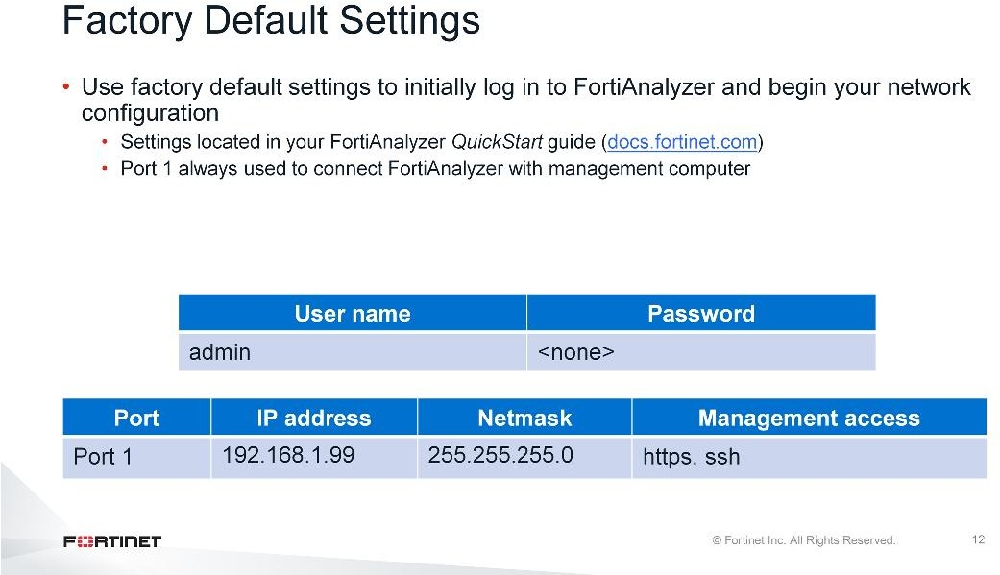 Factory Default Settings
• Use factory default settings to initially log in to FortiAnalyzer and begin your network
configuration
• Settings located in your FortiAnalyzer QuickStart guide (docs.fortinet.com)
• Port 1 always used to connect FortiAnalyzer with management computer
User name Password
admin <none>
Port IP address Netmask Management access
Port 1 192.168.1.99 255.255.255.0 https, ssh
FORTINET © Fortinet Inc. All Rights Reserved. 12